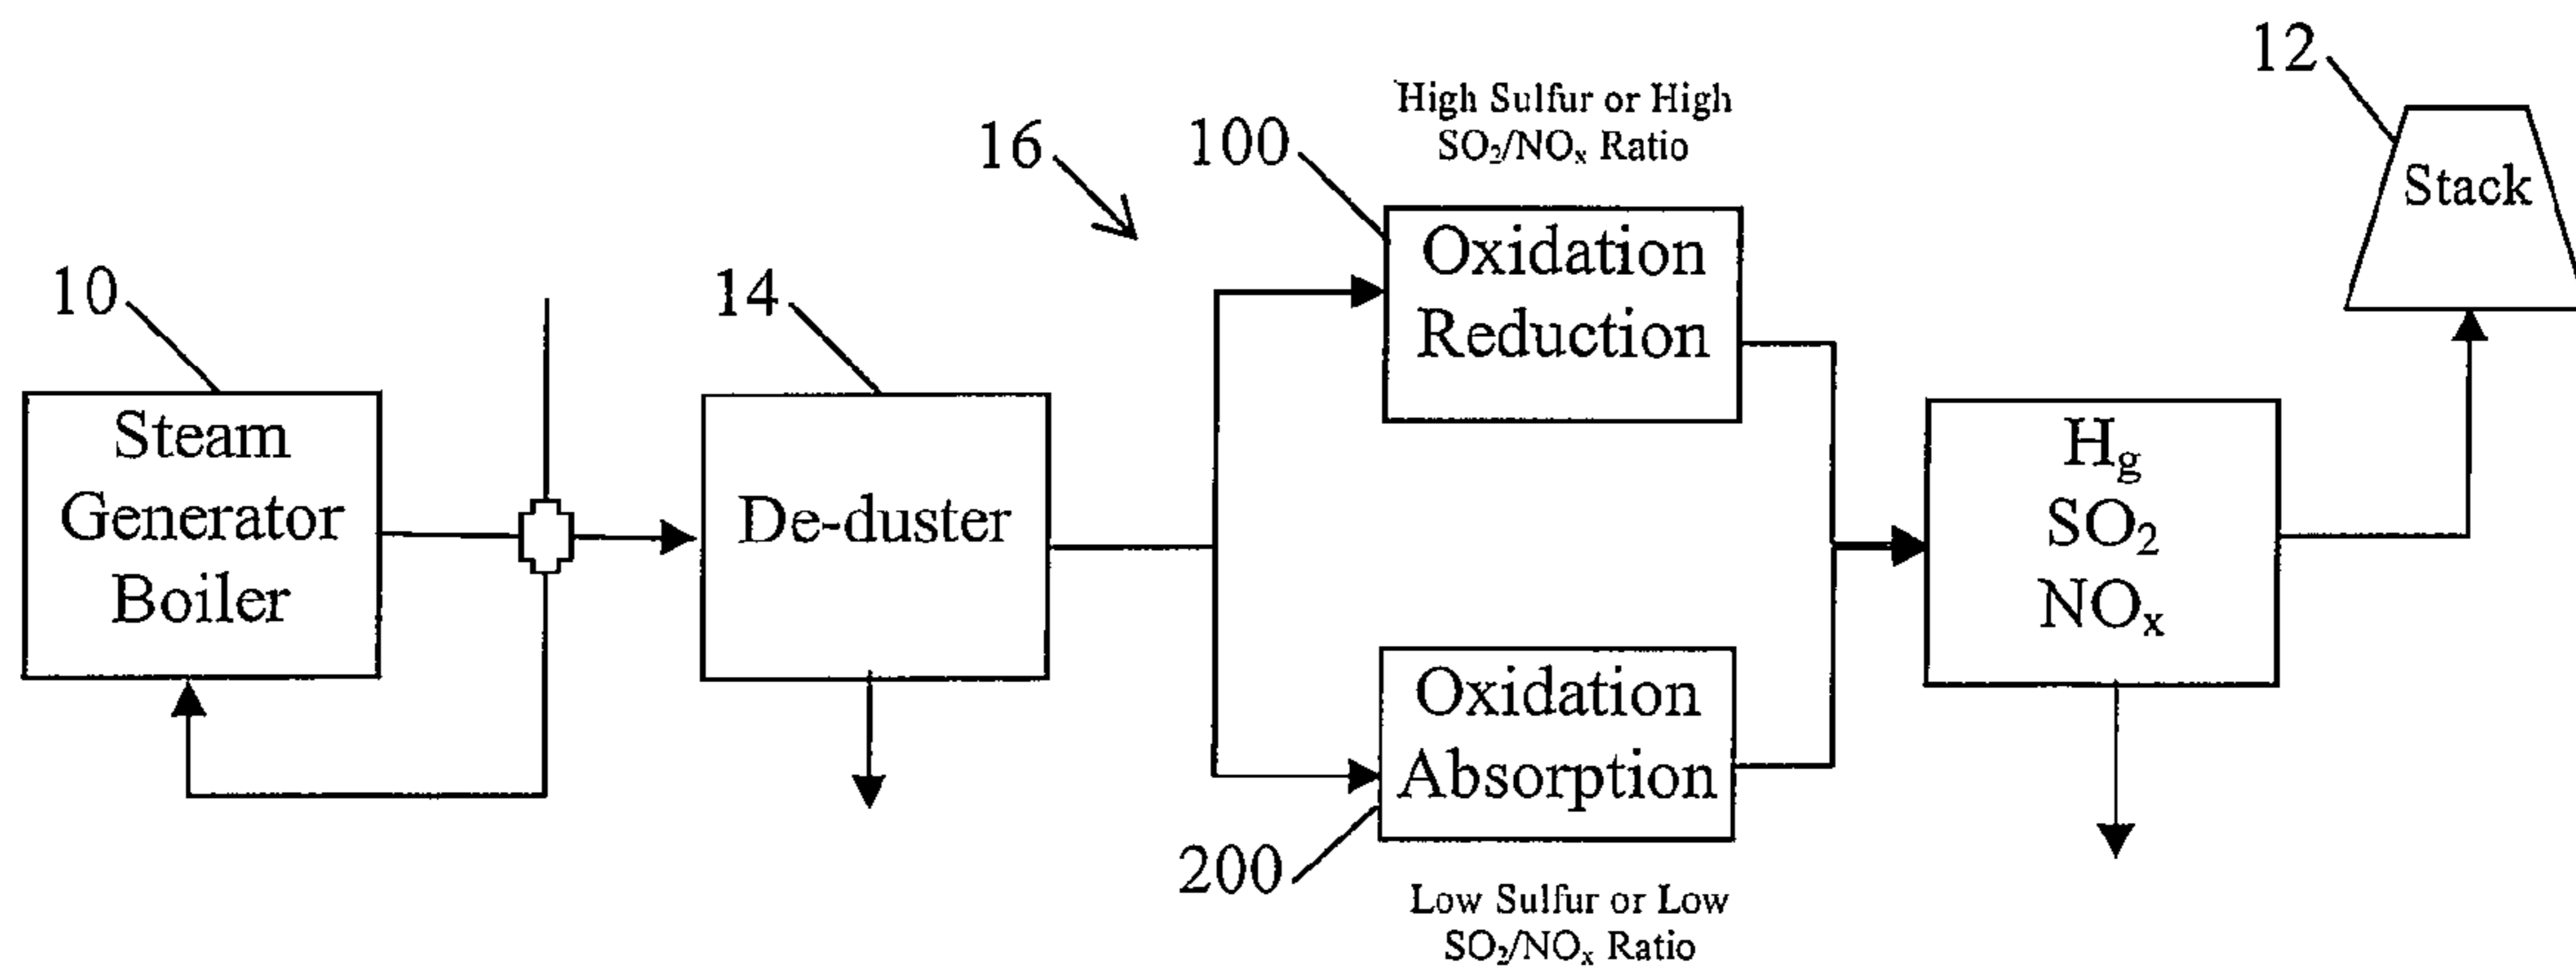 12
High Sulfur or High
SO₂/NOₓ Ratio
16
100
Stack
Oxidation
Reduction
10
14
Steam
Generator
Boiler
De-duster
H_g
SO₂
NOₓ
Oxidation
Absorption
200
Low Sulfur or Low
SO₂/NOₓ Ratio